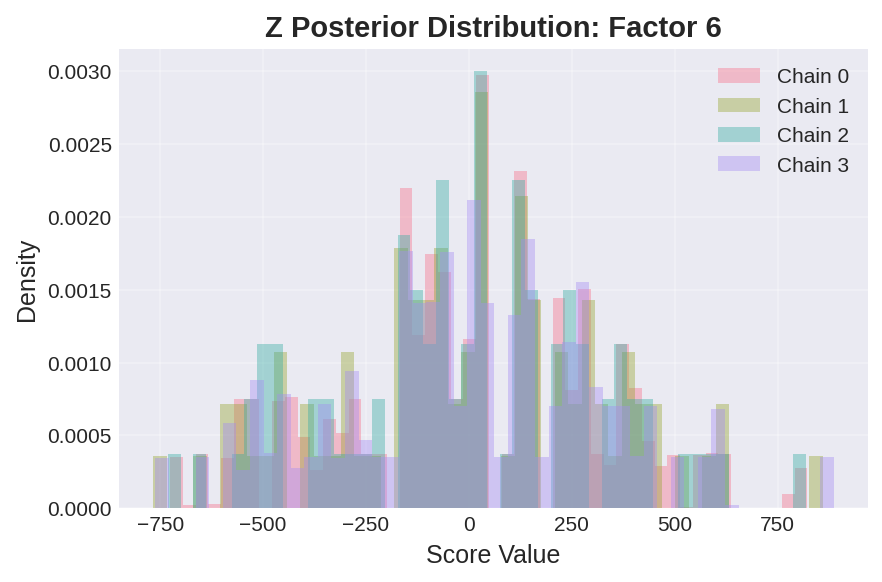 Z Posterior Distribution: Factor 6
Chain 0
Chain 1
Chain 2
Chain 3
Density
0.0030
0.0025
0.0020
0.0015
0.0010
0.0005
0.0000
−750 −500 −250 0 250 500 750
Score Value